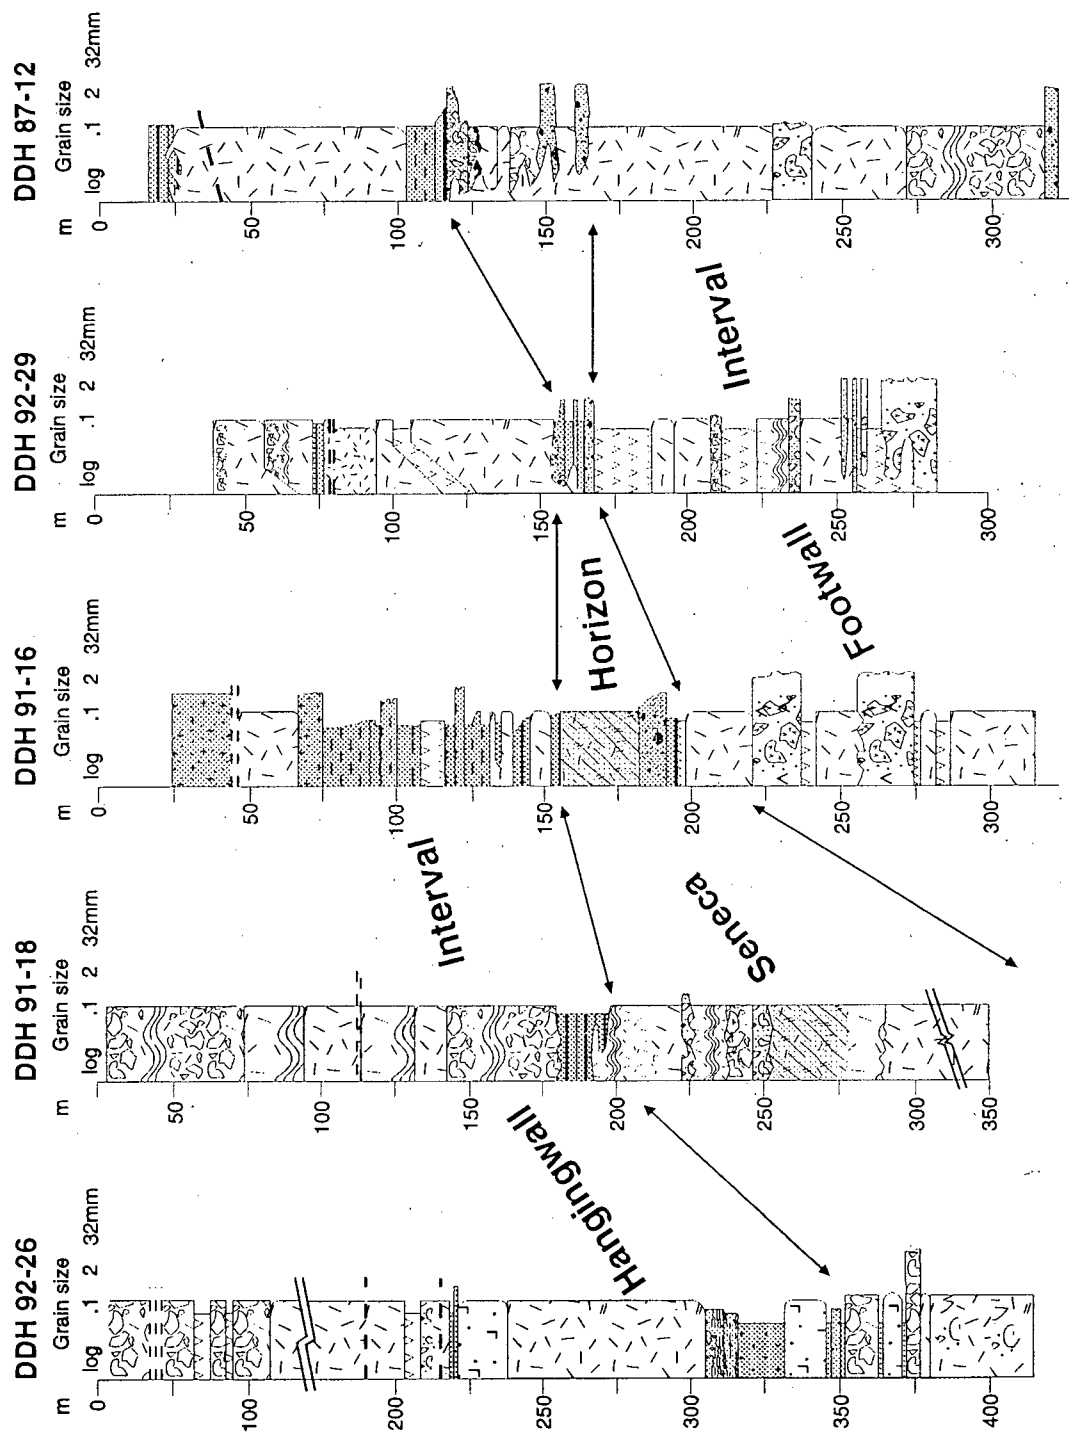 DDH 92-26
Grain size
m log .1 2 32mm
0
100
200
250
300
350
400
DDH 91-18
Grain size
m log .1 2 32mm
50
100
150
200
250
350
DDH 91-16
Grain size
m log .1 2 32mm
0
50
100
150
200
250
300
DDH 92-29
Grain size
m log .1 2 32mm
0
50
100
150
200
250
300
DDH 87-12
Grain size
m log .1 2 32mm
0
50
100
150
200
250
300
Hangingwall Interval
Seneca Horizon
Footwall Interval